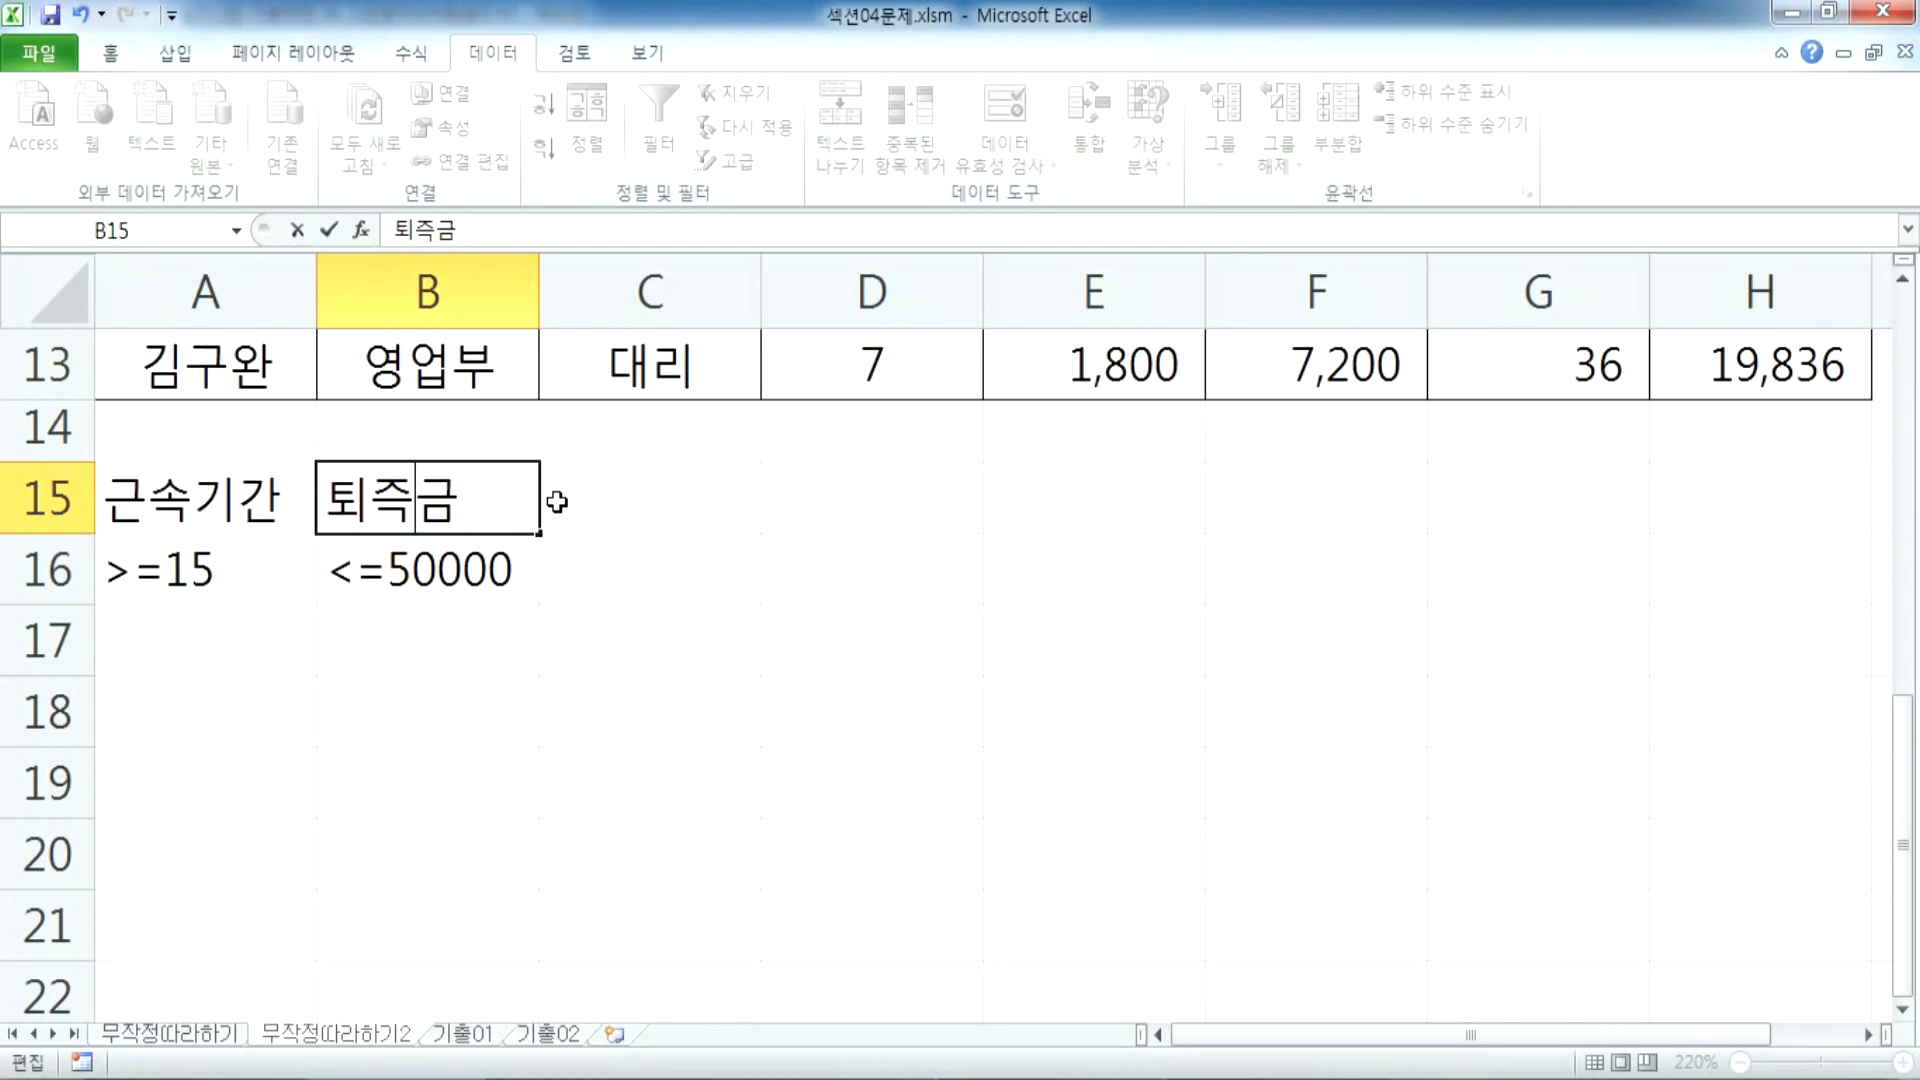 섹션04문제.xlsm - Microsoft Excel
파일 홈 삽입 페이지 레이아웃 수식 데이터 검토 보기
Access 웹 텍스트 기타 원본 기존 연결 모두 새로 고침 연결 속성 연결 편집 정렬 필터 지우기 다시 적용 고급 텍스트 나누기 중복된 항목 제거 데이터 유효성 검사 통합 가상 분석 그룹 그룹 해제 부분합 하위 수준 표시 하위 수준 숨기기
외부 데이터 가져오기 연결 정렬 및 필터 데이터 도구 윤곽선
B15 fx 퇴즉금
A B C D E F G H
13 김구완 영업부 대리 7 1,800 7,200 36 19,836
14
15 근속기간 퇴즉금
16 >=15 <=50000
17
18
19
20
21
22
무작정따라하기 무작정따라하기2 기출01 기출02
편집 220%